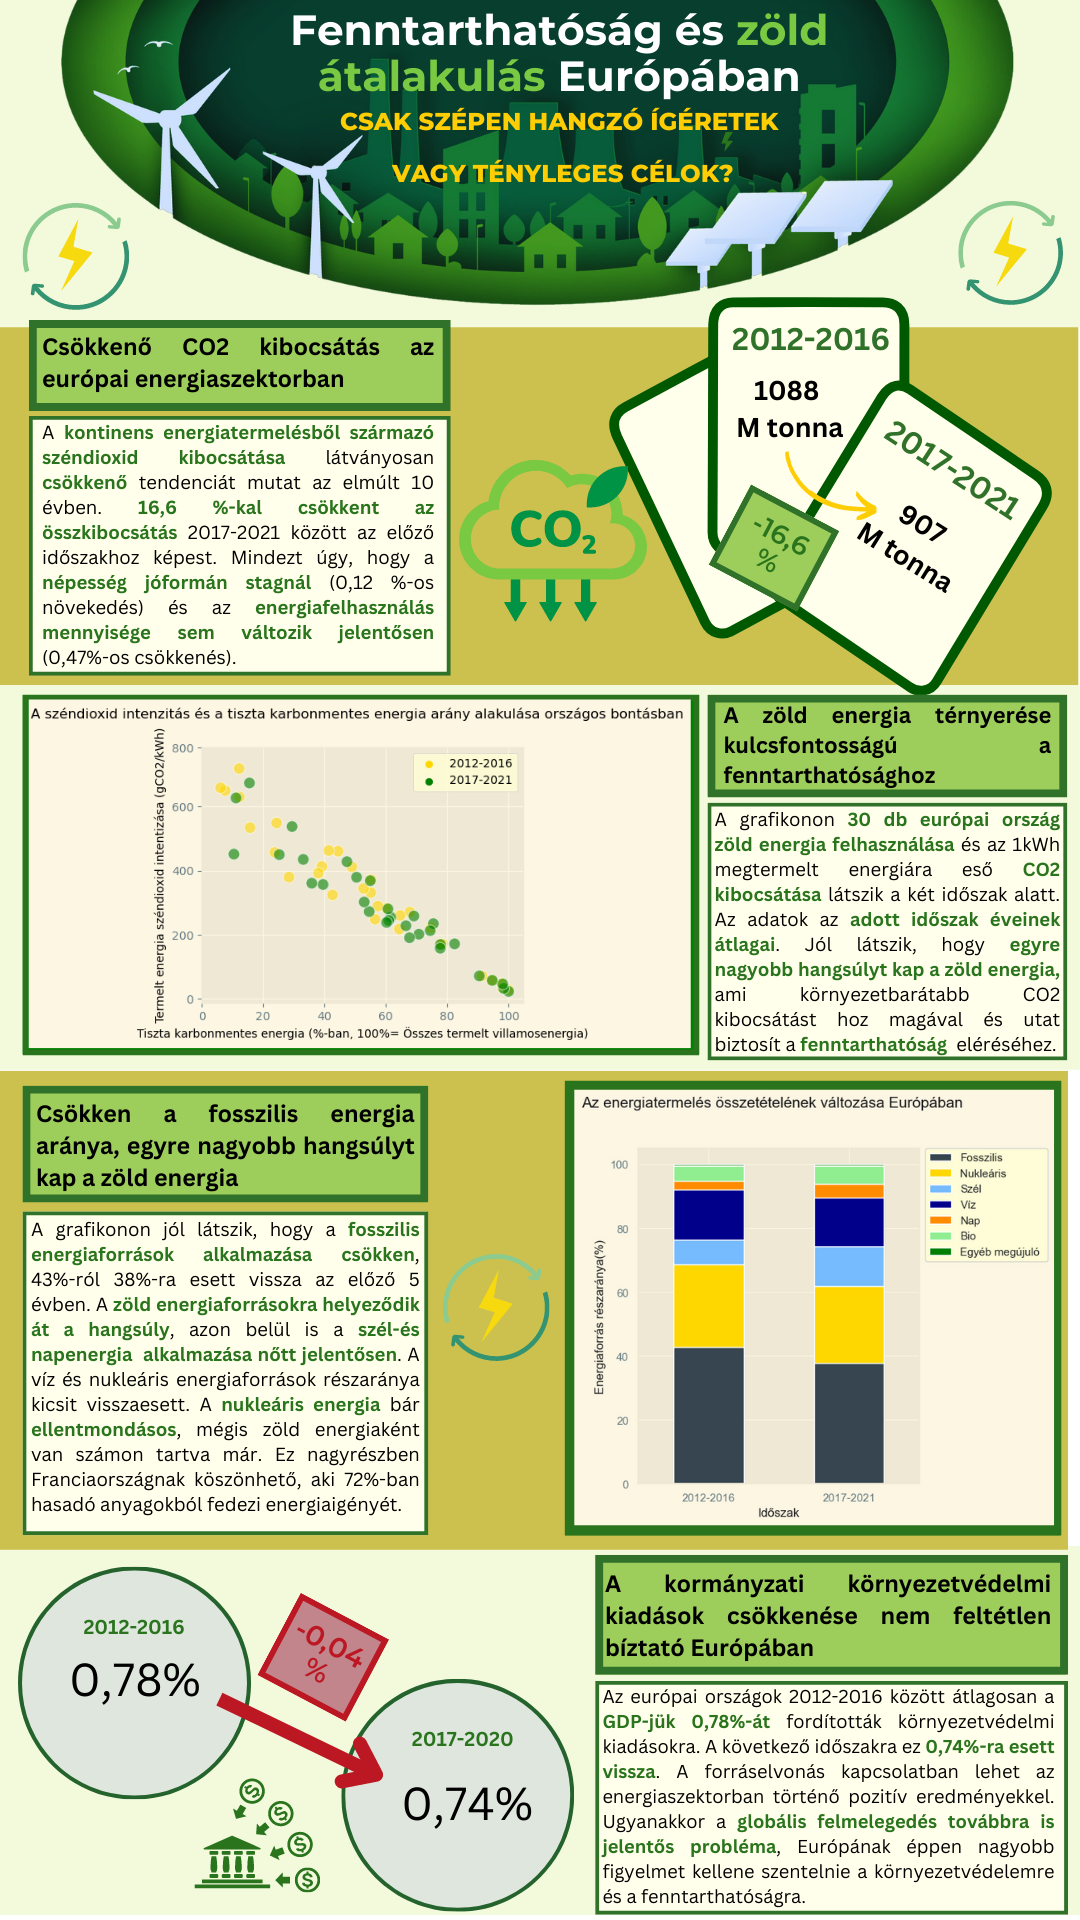 Fenntarthatóság és zöld
átalakulás Európában
CSAK SZÉPEN HANGZÓ ÍGÉRETEK
VAGY TÉNYLEGES CÉLOK?
Csökkenő CO2 kibocsátás az
európai energiaszektorban
A kontinens energiatermelésből származó
széndioxid kibocsátása látványosan
csökkenő tendenciát mutat az elmúlt 10
évben. 16,6 %-kal csökkent az
összkibocsátás 2017-2021 között az előző
időszakhoz képest. Mindezt úgy, hogy a
népesség jóformán stagnál (0,12 %-os
növekedés) és az energiafelhasználás
mennyisége sem változik jelentősen
(0,47%-os csökkenés).
CO2
2012-2016
1088
M tonna
2017-2021
907
M tonna
-16,6
%
A széndioxid intenzitás és a tiszta karbonmentes energia arány alakulása országos bontásban
Termelt energia széndioxid intentizása (gCO2/kWh)
800
600
400
200
0
0 20 40 60 80 100
2012-2016
2017-2021
Tiszta karbonmentes energia (%-ban, 100%= Összes termelt villamosenergia)
A zöld energia térnyerése
kulcsfontosságú a
fenntarthatósághoz
A grafikonon 30 db európai ország
zöld energia felhasználása és az 1kWh
megtermelt energiára eső CO2
kibocsátása látszik a két időszak alatt.
Az adatok az adott időszak éveinek
átlagai. Jól látszik, hogy egyre
nagyobb hangsúlyt kap a zöld energia,
ami környezetbarátabb CO2
kibocsátást hoz magával és utat
biztosít a fenntarthatóság eléréséhez.
Csökken a fosszilis energia
aránya, egyre nagyobb hangsúlyt
kap a zöld energia
A grafikonon jól látszik, hogy a fosszilis
energiaforrások alkalmazása csökken,
43%-ról 38%-ra esett vissza az előző 5
évben. A zöld energiaforrásokra helyeződik
át a hangsúly, azon belül is a szél-és
napenergia alkalmazása nőtt jelentősen. A
víz és nukleáris energiaforrások részaránya
kicsit visszaesett. A nukleáris energia bár
ellentmondásos, mégis zöld energiaként
van számon tartva már. Ez nagyrészben
Franciaországnak köszönhető, aki 72%-ban
hasadó anyagokból fedezi energiaigényét.
Az energiatermelés összetételének változása Európában
Energiaforrás részaránya(%)
100
80
60
40
20
0
2012-2016 2017-2021
Időszak
Fosszilis
Nukleáris
Szél
Víz
Nap
Bio
Egyéb megújuló
2012-2016
0,78%
-0,04
%
2017-2020
0,74%
A kormányzati környezetvédelmi
kiadások csökkenése nem feltétlen
bíztató Európában
Az európai országok 2012-2016 között átlagosan a
GDP-jük 0,78%-át fordították környezetvédelmi
kiadásokra. A következő időszakra ez 0,74%-ra esett
vissza. A forráselvonás kapcsolatban lehet az
energiaszektorban történő pozitív eredményekkel.
Ugyanakkor a globális felmelegedés továbbra is
jelentős probléma, Európának éppen nagyobb
figyelmet kellene szentelnie a környezetvédelemre
és a fenntarthatóságra.